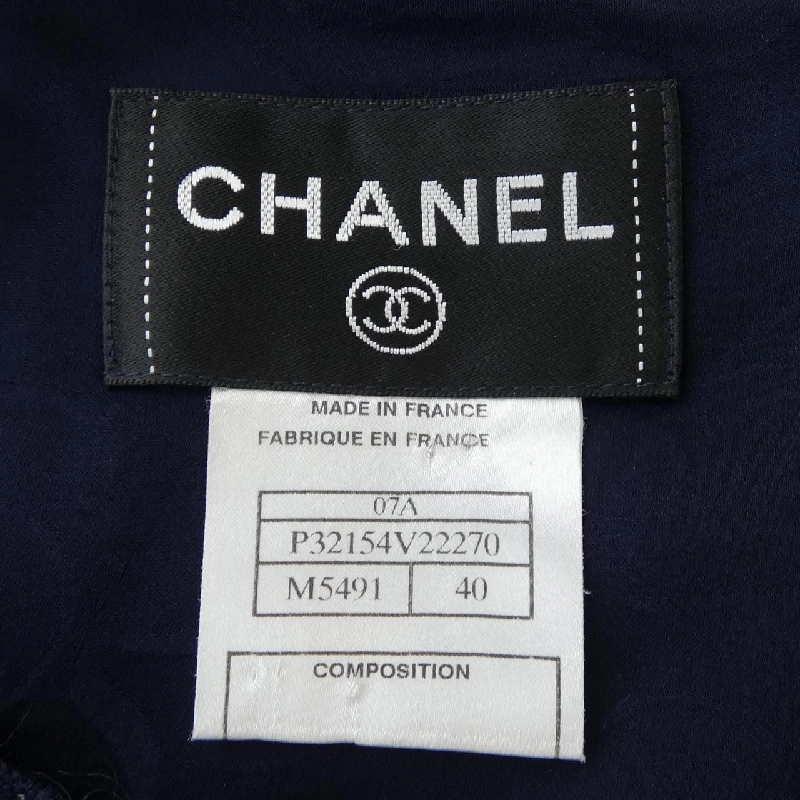 CHANEL
MADE IN FRANCE
FABRIQUE EN FRANCE
07A
P32154V22270
M5491 40
COMPOSITION